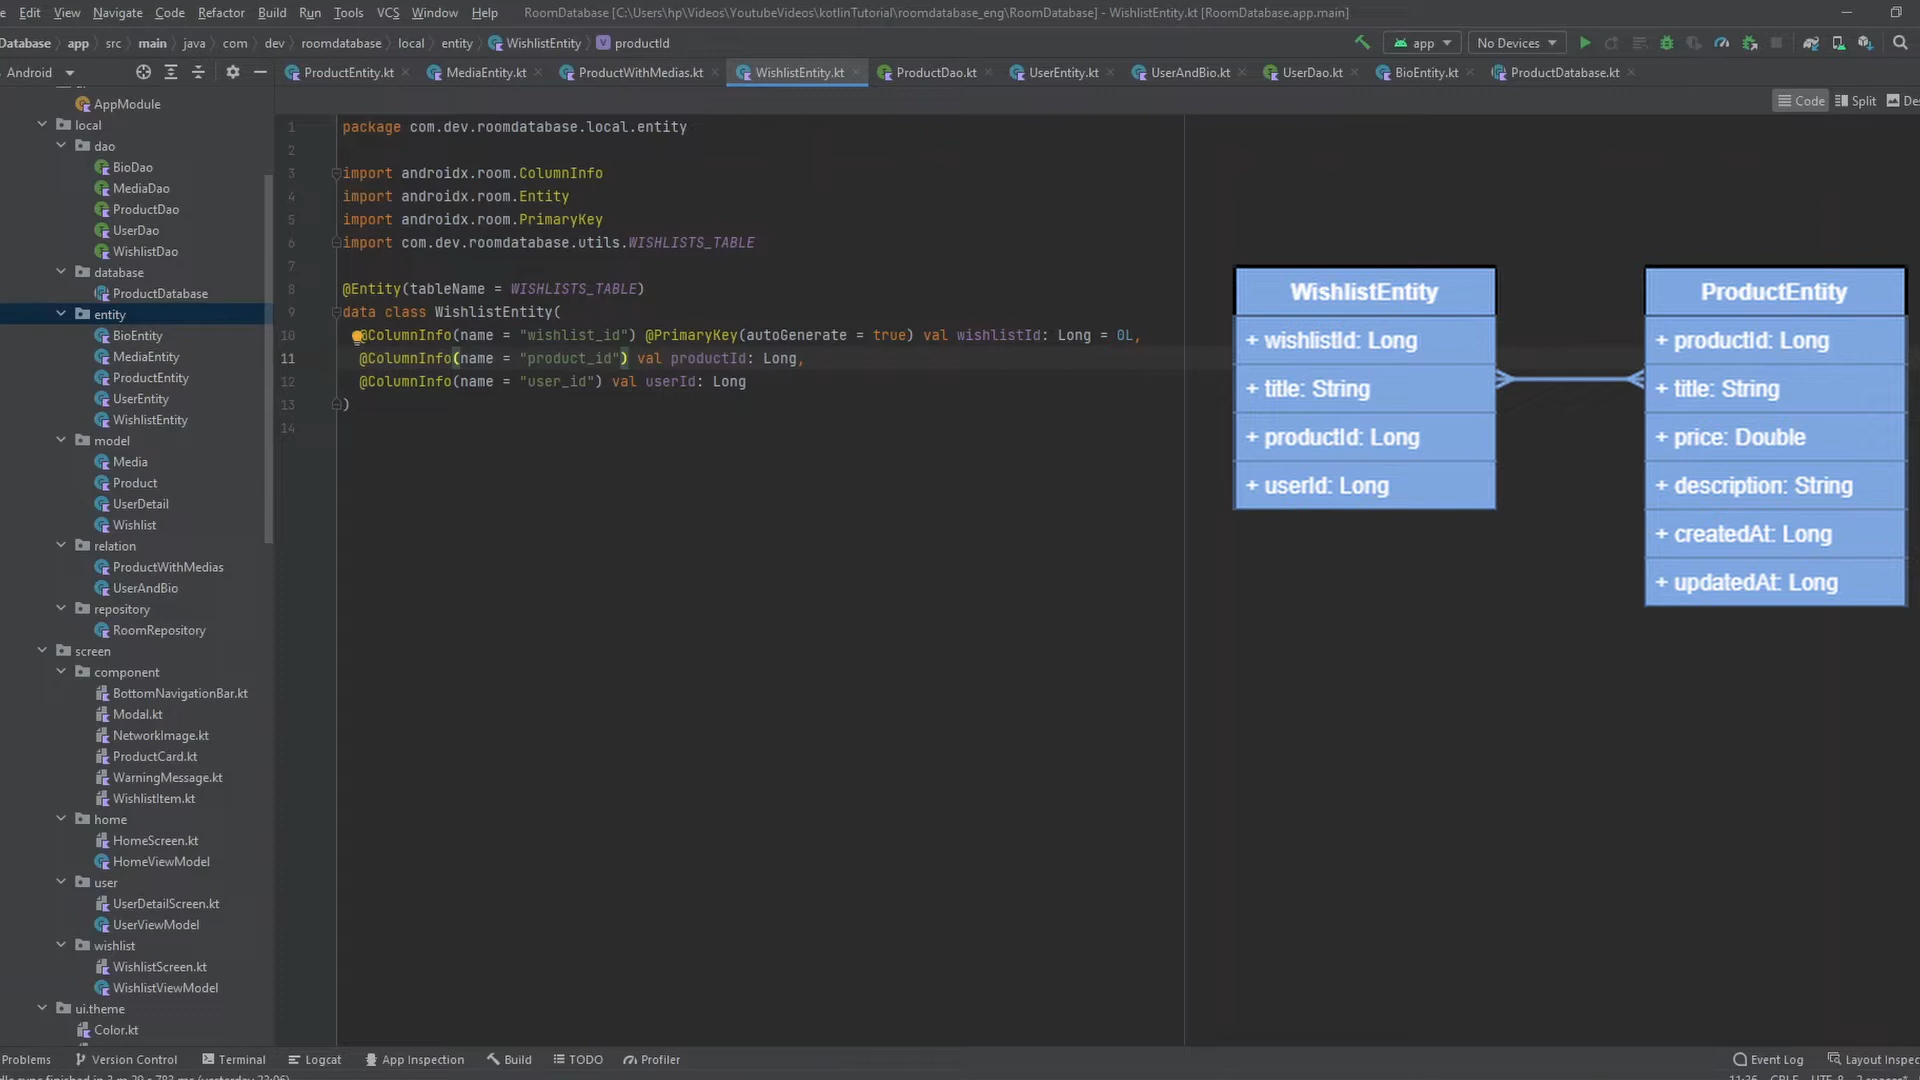 Edit View Navigate Code Refactor Build Run Tools VCS Window Help RoomDatabase [C:\Users\hp\Videos\YoutubeVideos\kotlinTutorial\roomdatabase_eng\RoomDatabase] - WishlistEntity.kt [RoomDatabase.app.main]
Database app src main java com dev roomdatabase local entity WishlistEntity productId app No Devices
Android ProductEntity.kt MediaEntity.kt ProductWithMedias.kt WishlistEntity.kt ProductDao.kt UserEntity.kt UserAndBio.kt UserDao.kt BioEntity.kt ProductDatabase.kt
Code Split
AppModule
local
dao
BioDao
MediaDao
ProductDao
UserDao
WishlistDao
database
ProductDatabase
entity
BioEntity
MediaEntity
ProductEntity
UserEntity
WishlistEntity
model
Media
Product
UserDetail
Wishlist
relation
ProductWithMedias
UserAndBio
repository
RoomRepository
screen
component
BottomNavigationBar.kt
Modal.kt
NetworkImage.kt
ProductCard.kt
WarningMessage.kt
WishlistItem.kt
home
HomeScreen.kt
HomeViewModel
user
UserDetailScreen.kt
UserViewModel
wishlist
WishlistScreen.kt
WishlistViewModel
ui.theme
Color.kt
1 package com.dev.roomdatabase.local.entity
2
3 import androidx.room.ColumnInfo
4 import androidx.room.Entity
5 import androidx.room.PrimaryKey
6 import com.dev.roomdatabase.utils.WISHLISTS_TABLE
7
8 @Entity(tableName = WISHLISTS_TABLE)
9 data class WishlistEntity(
10 @ColumnInfo(name = "wishlist_id") @PrimaryKey(autoGenerate = true) val wishlistId: Long = 0L,
11 @ColumnInfo(name = "product_id") val productId: Long,
12 @ColumnInfo(name = "user_id") val userId: Long
13 )
14
WishlistEntity
+ wishlistId: Long
+ title: String
+ productId: Long
+ userId: Long
ProductEntity
+ productId: Long
+ title: String
+ price: Double
+ description: String
+ createdAt: Long
+ updatedAt: Long
Problems Version Control Terminal Logcat App Inspection Build TODO Profiler Event Log Layout Inspec